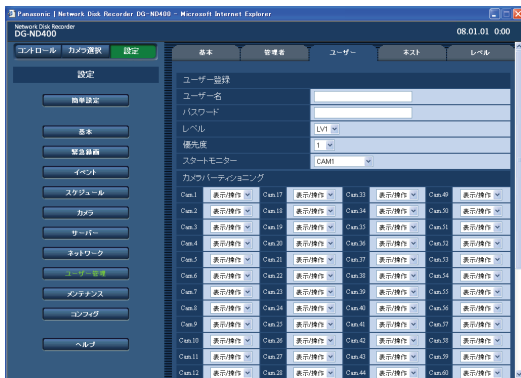 Panasonic | Network Disk Recorder DG-ND400 - Microsoft Internet Explorer
Network Disk Recorder
DG-ND400
08.01.01 0:00
コントロール カメラ選択 設定
基本 管理者 ユーザー ホスト レベル
設定
簡単設定
基本
緊急録画
イベント
スケジュール
カメラ
サーバー
ネットワーク
ユーザー管理
メンテナンス
コンフィグ
ヘルプ
ユーザー登録
ユーザー名
パスワード
レベル LV1
優先度 1
スタートモニター CAM1
カメラパーティショニング
Cam.1 表示/操作 Cam.17 表示/操作 Cam.33 表示/操作 Cam.49 表示/操作
Cam.2 表示/操作 Cam.18 表示/操作 Cam.34 表示/操作 Cam.50 表示/操作
Cam.3 表示/操作 Cam.19 表示/操作 Cam.35 表示/操作 Cam.51 表示/操作
Cam.4 表示/操作 Cam.20 表示/操作 Cam.36 表示/操作 Cam.52 表示/操作
Cam.5 表示/操作 Cam.21 表示/操作 Cam.37 表示/操作 Cam.53 表示/操作
Cam.6 表示/操作 Cam.22 表示/操作 Cam.38 表示/操作 Cam.54 表示/操作
Cam.7 表示/操作 Cam.23 表示/操作 Cam.39 表示/操作 Cam.55 表示/操作
Cam.8 表示/操作 Cam.24 表示/操作 Cam.40 表示/操作 Cam.56 表示/操作
Cam.9 表示/操作 Cam.25 表示/操作 Cam.41 表示/操作 Cam.57 表示/操作
Cam.10 表示/操作 Cam.26 表示/操作 Cam.42 表示/操作 Cam.58 表示/操作
Cam.11 表示/操作 Cam.27 表示/操作 Cam.43 表示/操作 Cam.59 表示/操作
Cam.12 表示/操作 Cam.28 表示/操作 Cam.44 表示/操作 Cam.60 表示/操作